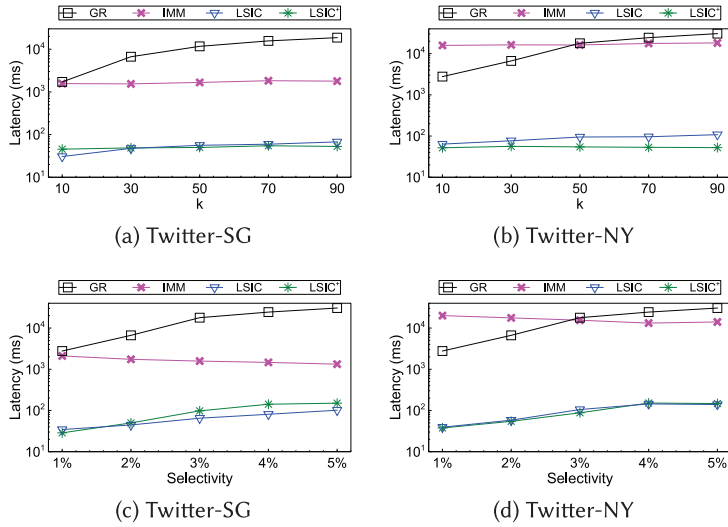 GR IMM LSIC LSIC+
Latency (ms)
10^4
10^3
10^2
10^1
10 30 50 70 90
k
(a) Twitter-SG
GR IMM LSIC LSIC+
Latency (ms)
10^4
10^3
10^2
10^1
10 30 50 70 90
k
(b) Twitter-NY
GR IMM LSIC LSIC+
Latency (ms)
10^4
10^3
10^2
10^1
1% 2% 3% 4% 5%
Selectivity
(c) Twitter-SG
GR IMM LSIC LSIC+
Latency (ms)
10^4
10^3
10^2
10^1
1% 2% 3% 4% 5%
Selectivity
(d) Twitter-NY